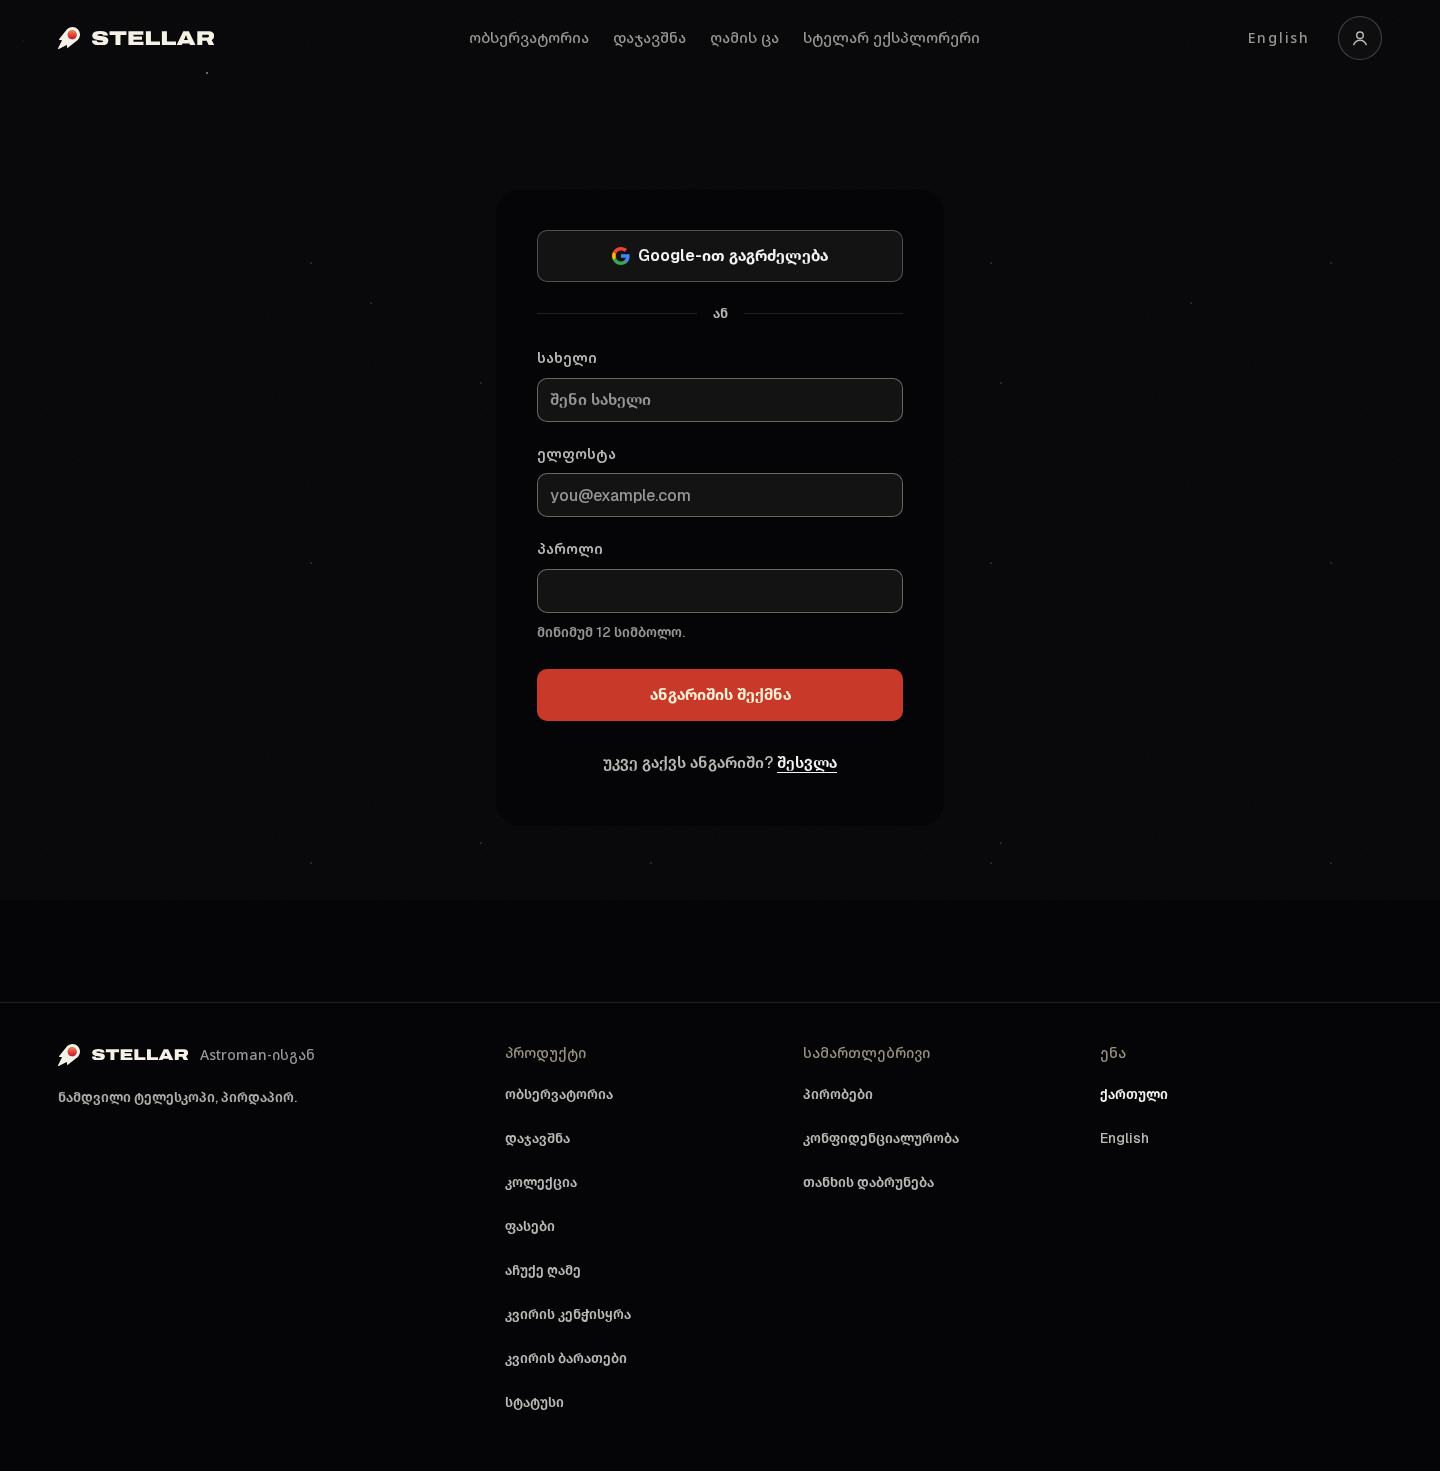 STELLAR
ობსერვატორია
დაჯავშნა
ღამის ცა
სტელარ ექსპლორერი
English
Google-ით გაგრძელება
ან
სახელი
შენი სახელი
ელფოსტა
you@example.com
პაროლი
მინიმუმ 12 სიმბოლო.
ანგარიშის შექმნა
უკვე გაქვს ანგარიში? შესვლა
STELLAR Astroman-ისგან
ნამდვილი ტელესკოპი, პირდაპირ.
პროდუქტი
ობსერვატორია
დაჯავშნა
კოლექცია
ფასები
აჩუქე ღამე
კვირის კენჭისყრა
კვირის ბარათები
სტატუსი
სამართლებრივი
პირობები
კონფიდენციალურობა
თანხის დაბრუნება
ენა
ქართული
English